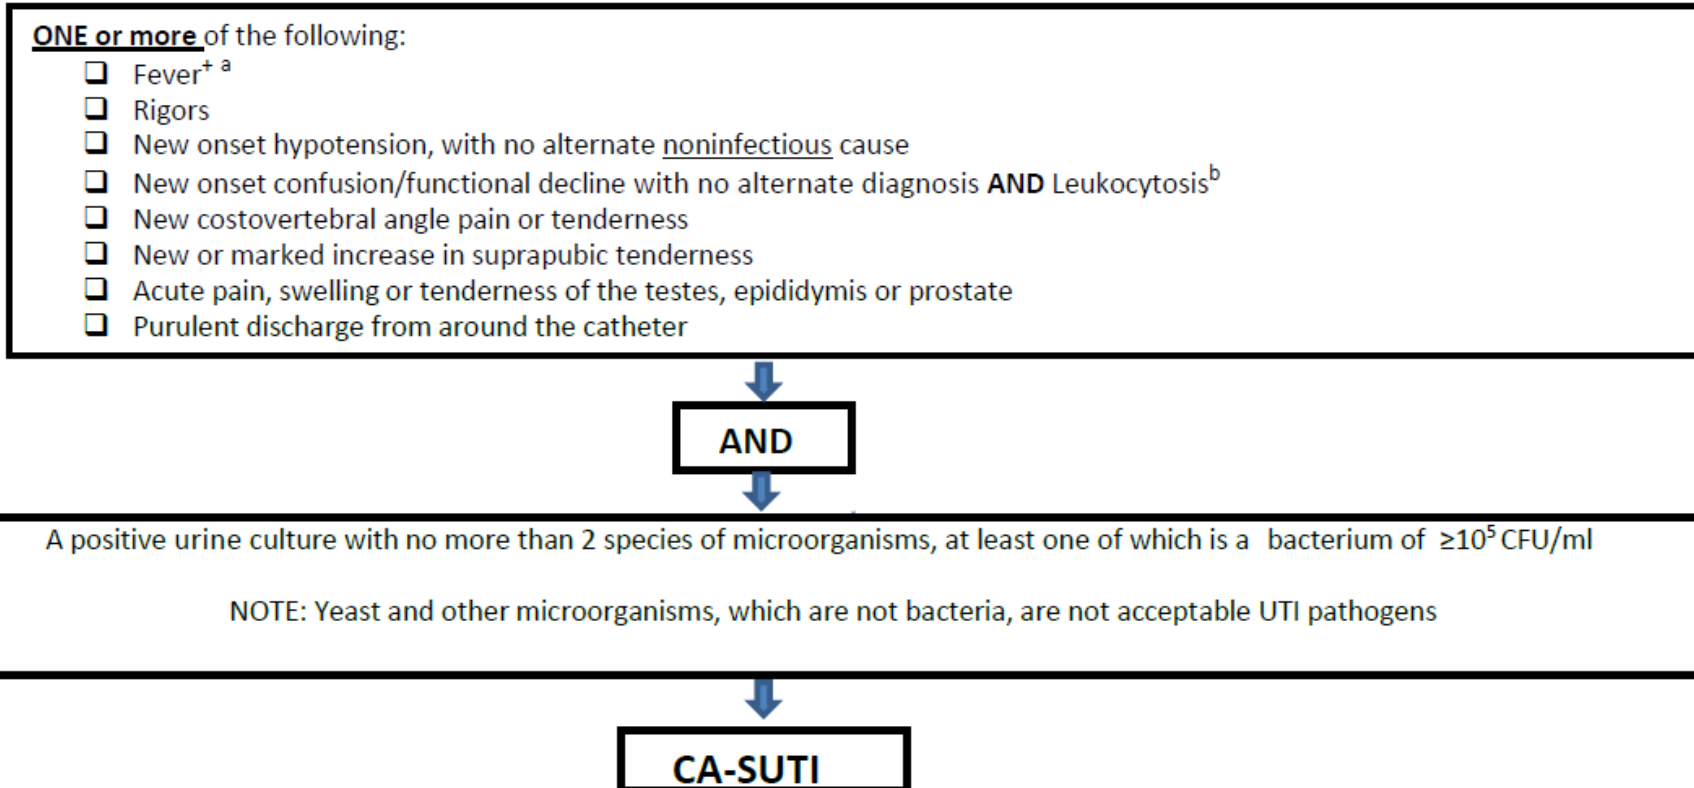 ONE or more of the following:
❑ Fever⁺ ᵃ
❑ Rigors
❑ New onset hypotension, with no alternate noninfectious cause
❑ New onset confusion/functional decline with no alternate diagnosis AND Leukocytosisᵇ
❑ New costovertebral angle pain or tenderness
❑ New or marked increase in suprapubic tenderness
❑ Acute pain, swelling or tenderness of the testes, epididymis or prostate
❑ Purulent discharge from around the catheter
AND
A positive urine culture with no more than 2 species of microorganisms, at least one of which is a bacterium of ≥10⁵ CFU/ml
NOTE: Yeast and other microorganisms, which are not bacteria, are not acceptable UTI pathogens
CA-SUTI